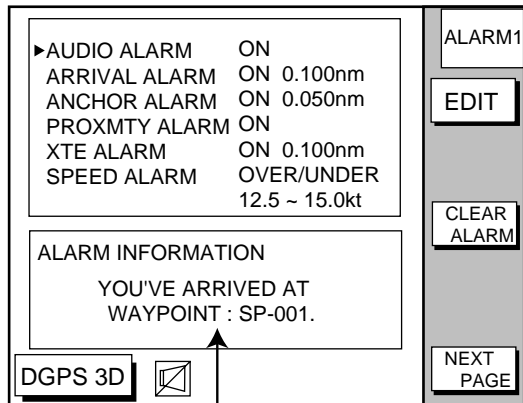 ▶AUDIO ALARM ON
ARRIVAL ALARM ON 0.100nm
ANCHOR ALARM ON 0.050nm
PROXMTY ALARM ON
XTE ALARM ON 0.100nm
SPEED ALARM OVER/UNDER
12.5 ~ 15.0kt
ALARM INFORMATION
YOU'VE ARRIVED AT
WAYPOINT : SP-001.
DGPS 3D
ALARM1
EDIT
CLEAR
ALARM
NEXT
PAGE